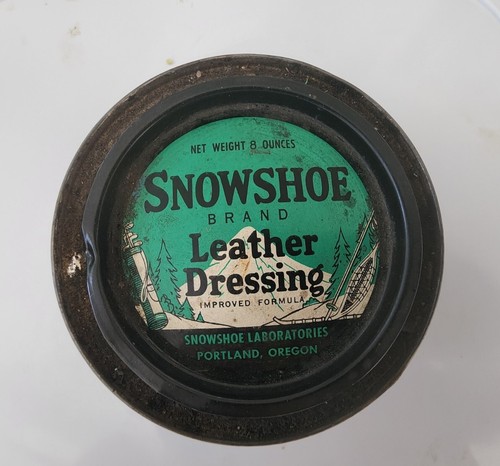 NET WEIGHT 8 OUNCES
SNOWSHOE
BRAND
Leather
Dressing
IMPROVED FORMULA
SNOWSHOE LABORATORIES
PORTLAND, OREGON